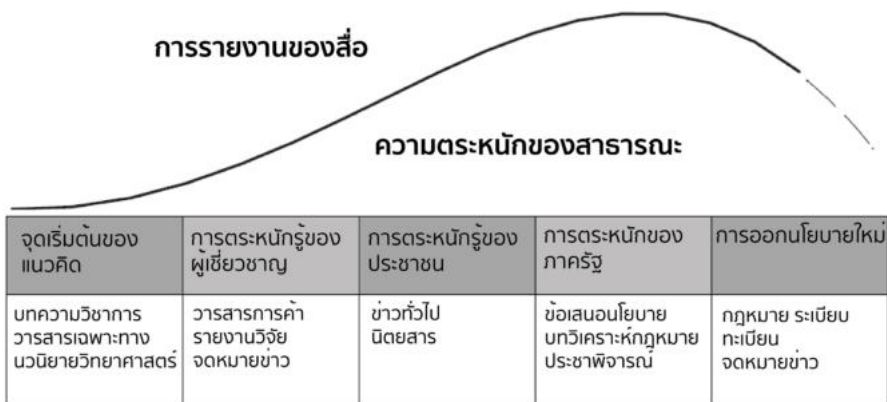 การรายงานของสื่อ
ความตระหนักของสาธารณะ
จุดเริ่มต้นของ
แนวคิด
การตระหนักรู้ของ
ผู้เชี่ยวชาญ
การตระหนักรู้ของ
ประชาชน
การตระหนักของ
ภาครัฐ
การออกนโยบายใหม่
บทความวิชาการ
วารสารเฉพาะทาง
นวนิยายวิทยาศาสตร์
วารสารการค้า
รายงานวิจัย
จดหมายข่าว
ข่าวทั่วไป
นิตยสาร
ข้อเสนอนโยบาย
บทวิเคราะห์กฎหมาย
ประชาพิจารณ์
กฎหมาย ระเบียบ
ทะเบียน
จดหมายข่าว